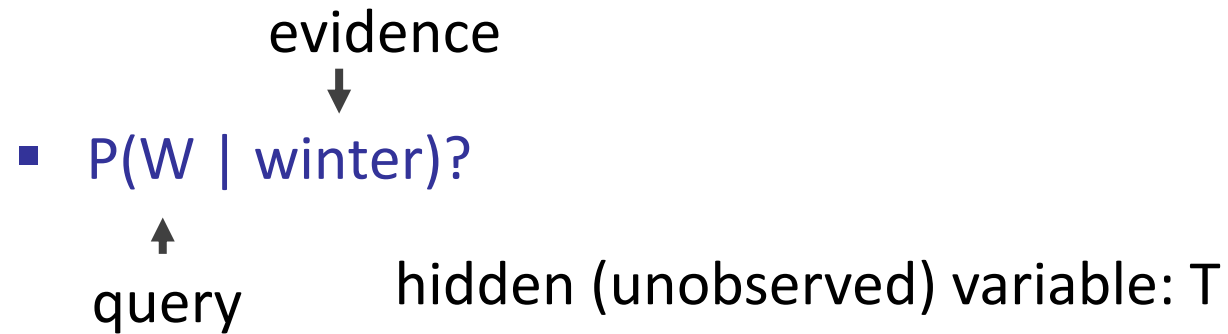 evidence
▪ P(W | winter)?
query
hidden (unobserved) variable: T